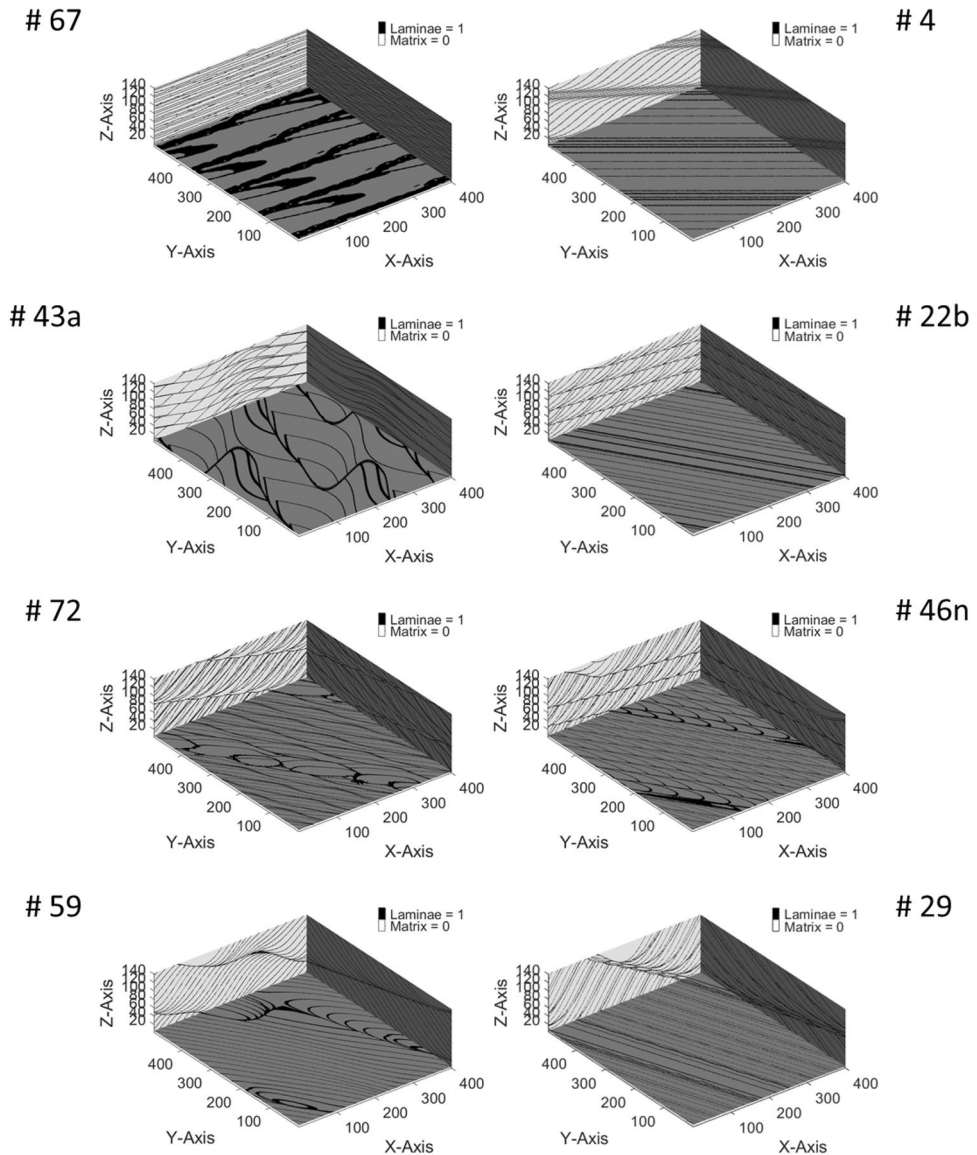 # 67
Laminae = 1
Matrix = 0
Z-Axis
140
120
100
80
60
40
20
400
300
200
100
Y-Axis
100
200
300
400
X-Axis
# 4
Laminae = 1
Matrix = 0
Z-Axis
140
120
100
80
60
40
20
400
300
200
100
Y-Axis
100
200
300
400
X-Axis
# 43a
Laminae = 1
Matrix = 0
Z-Axis
140
120
100
80
60
40
20
400
300
200
100
Y-Axis
100
200
300
400
X-Axis
# 22b
Laminae = 1
Matrix = 0
Z-Axis
140
120
100
80
60
40
20
400
300
200
100
Y-Axis
100
200
300
400
X-Axis
# 72
Laminae = 1
Matrix = 0
Z-Axis
140
120
100
80
60
40
20
400
300
200
100
Y-Axis
100
200
300
400
X-Axis
# 46n
Laminae = 1
Matrix = 0
Z-Axis
140
120
100
80
60
40
20
400
300
200
100
Y-Axis
100
200
300
400
X-Axis
# 59
Laminae = 1
Matrix = 0
Z-Axis
140
120
100
80
60
40
20
400
300
200
100
Y-Axis
100
200
300
400
X-Axis
# 29
Laminae = 1
Matrix = 0
Z-Axis
140
120
100
80
60
40
20
400
300
200
100
Y-Axis
100
200
300
400
X-Axis